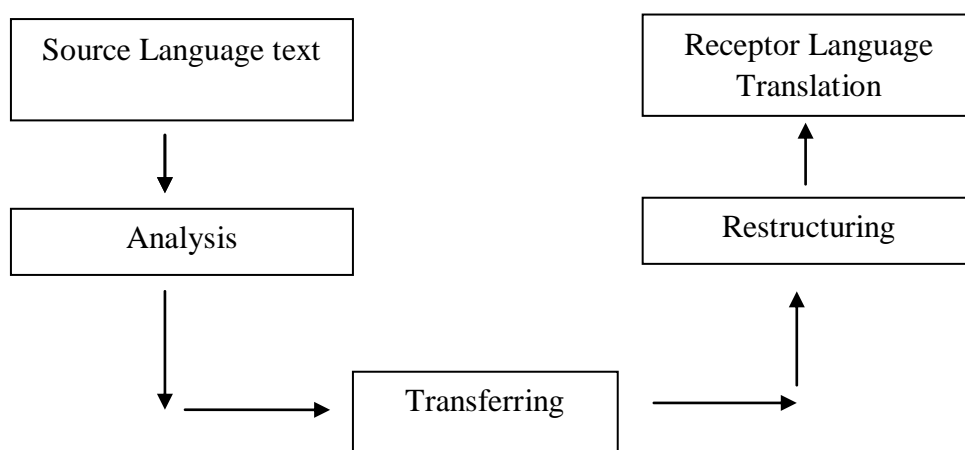 Source Language text
Receptor Language
Translation
Analysis
Restructuring
Transferring